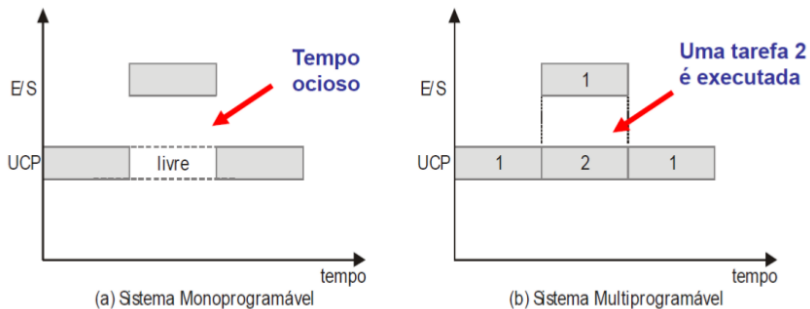 Tempo
ocioso
E/S
UCP
livre
tempo
(a) Sistema Monoprogramável
Uma tarefa 2
é executada
E/S
1
UCP
1 2 1
tempo
(b) Sistema Multiprogramável